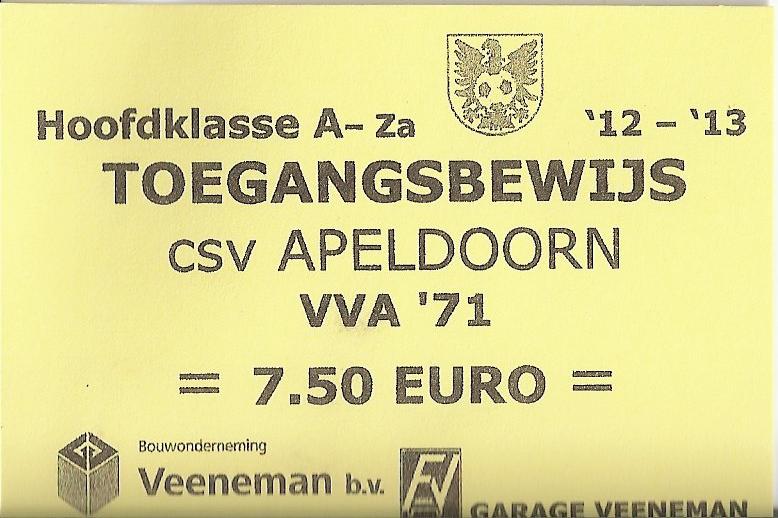 Hoofdklasse A– Za '12 – '13
TOEGANGSBEWIJS
CSV APELDOORN
VVA '71
= 7.50 EURO =
Bouwonderneming
Veeneman b.v.
GARAGE VEENEMAN